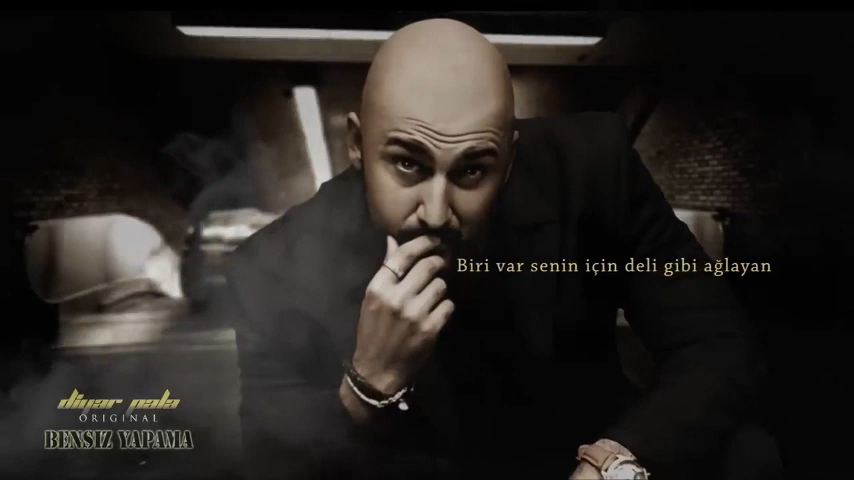 Biri var senin için deli gibi ağlayan
diyar pala
ORIGINAL
BENSIZ YAPAMA